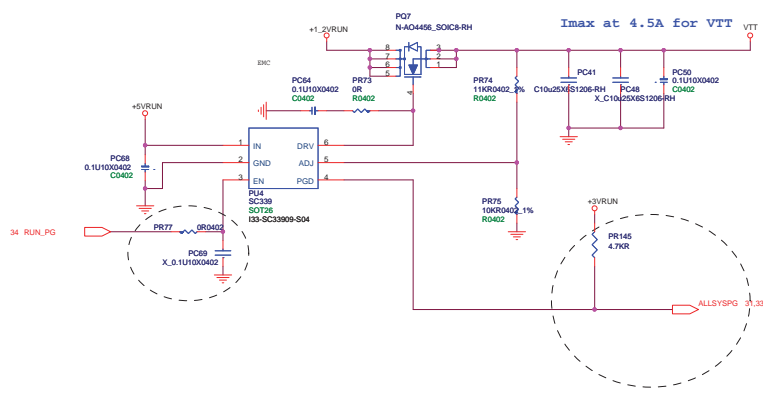 PQ7
N-AO4456_SOIC8-RH
Imax at 4.5A for VTT
VTT
+1_2VRUN
8
7
6
5
3
2
1
4
EMC
PC64
0.1U10X0402
C0402
PR73
0R
R0402
PR74
11KR0402_1%
R0402
PC41
C10u25X6S1206-RH
PC48
X_C10u25X6S1206-RH
PC50
0.1U10X0402
C0402
+5VRUN
PC68
0.1U10X0402
C0402
1
IN
DRV
6
2
GND
ADJ
5
3
EN
PGD
4
PU4
SC339
SOT26
I33-SC33909-S04
PR75
10KR0402_1%
R0402
+3VRUN
PR145
4.7KR
34 RUN_PG
PR77
0R0402
PC69
X_0.1U10X0402
ALLSYSPG 31,33